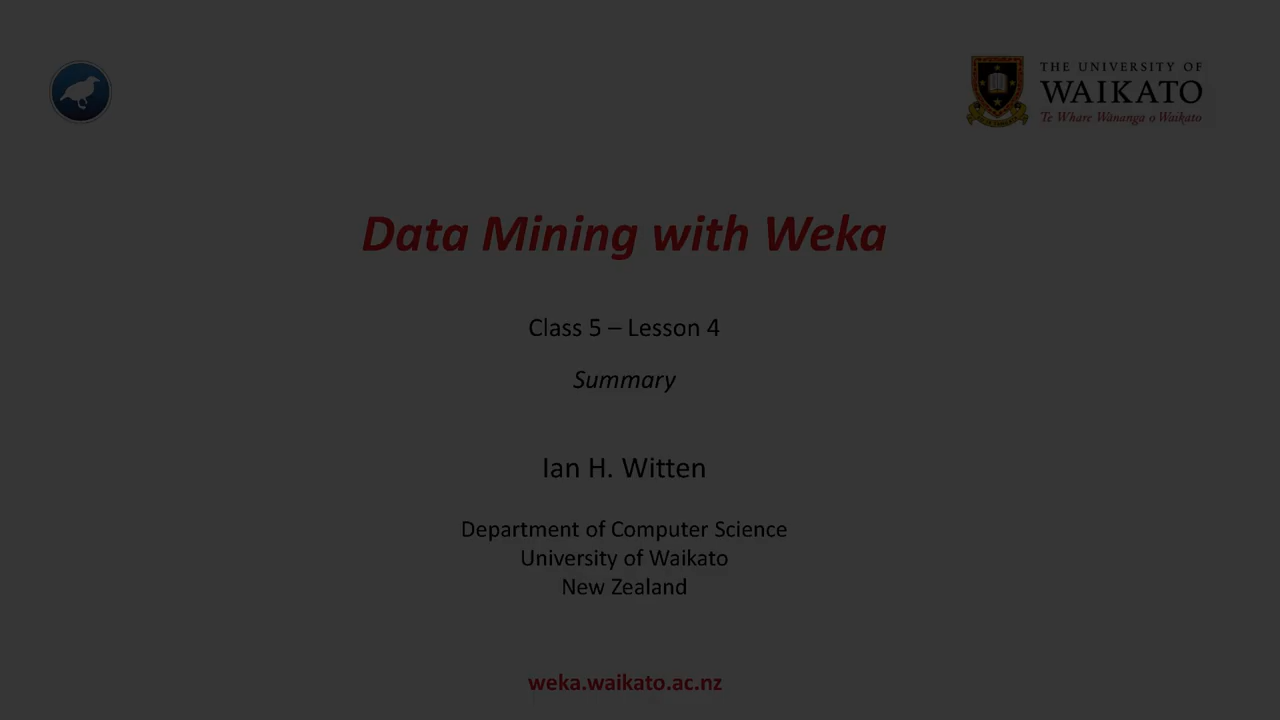 THE UNIVERSITY OF
WAIKATO
Te Whare Wānanga o Waikato
Data Mining with Weka
Class 5 – Lesson 4
Summary
Ian H. Witten
Department of Computer Science
University of Waikato
New Zealand
weka.waikato.ac.nz